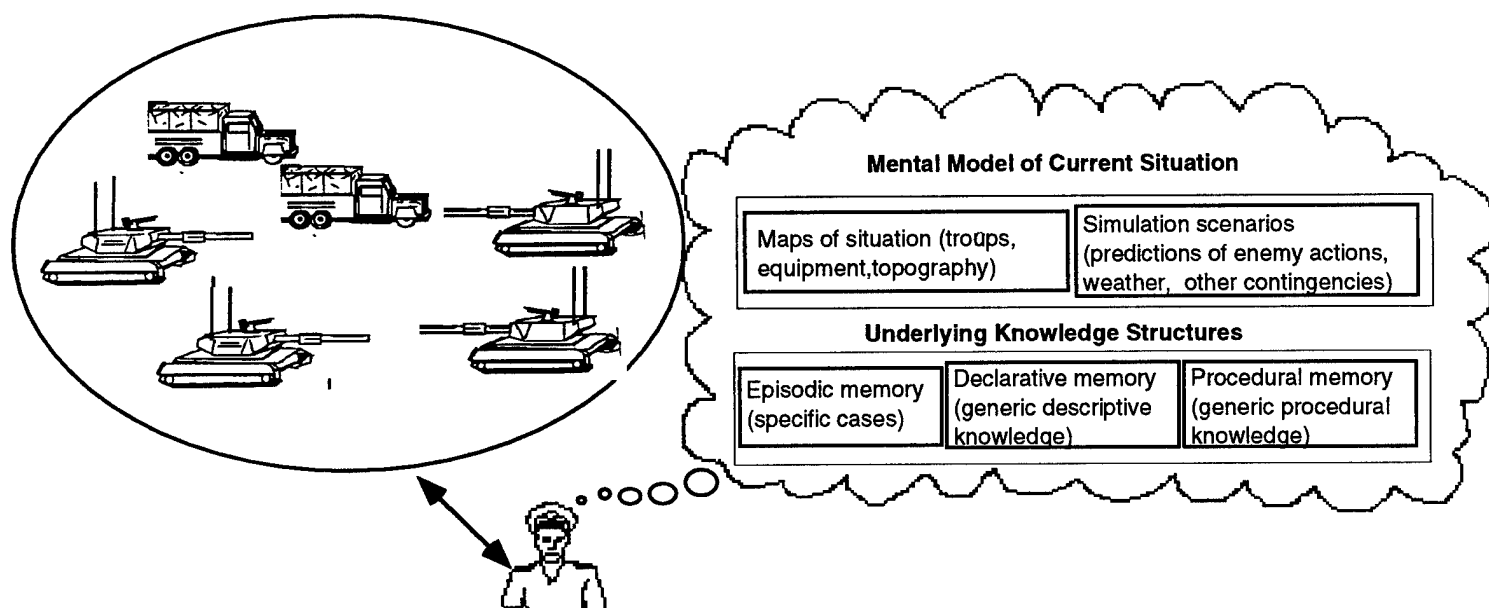 Mental Model of Current Situation
Maps of situation (troops,
equipment,topography)
Simulation scenarios
(predictions of enemy actions,
weather, other contingencies)
Underlying Knowledge Structures
Episodic memory
(specific cases)
Declarative memory
(generic descriptive
knowledge)
Procedural memory
(generic procedural
knowledge)